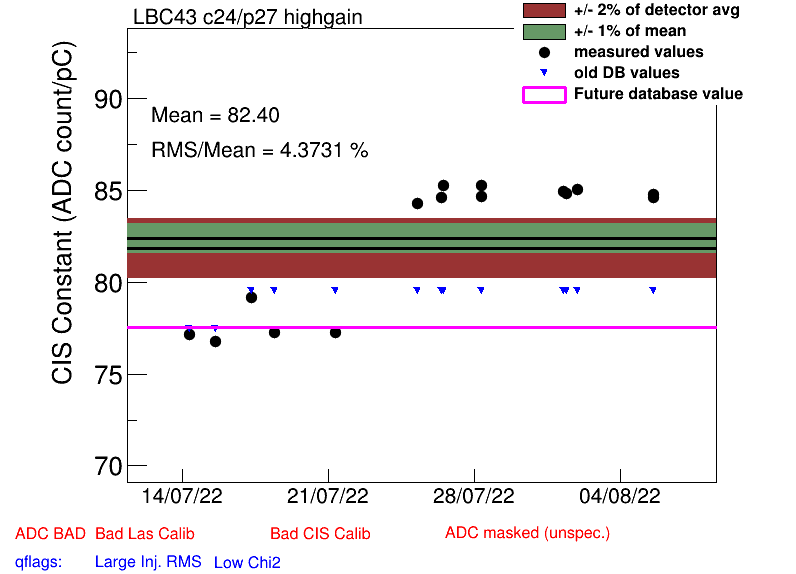 LBC43 c24/p27 highgain
+/- 2% of detector avg
+/- 1% of mean
measured values
old DB values
Future database value
Mean = 82.40
RMS/Mean = 4.3731 %
CIS Constant (ADC count/pC)
90
85
80
75
70
14/07/22 21/07/22 28/07/22 04/08/22
ADC BAD Bad Las Calib Bad CIS Calib ADC masked (unspec.)
qflags: Large Inj. RMS Low Chi2